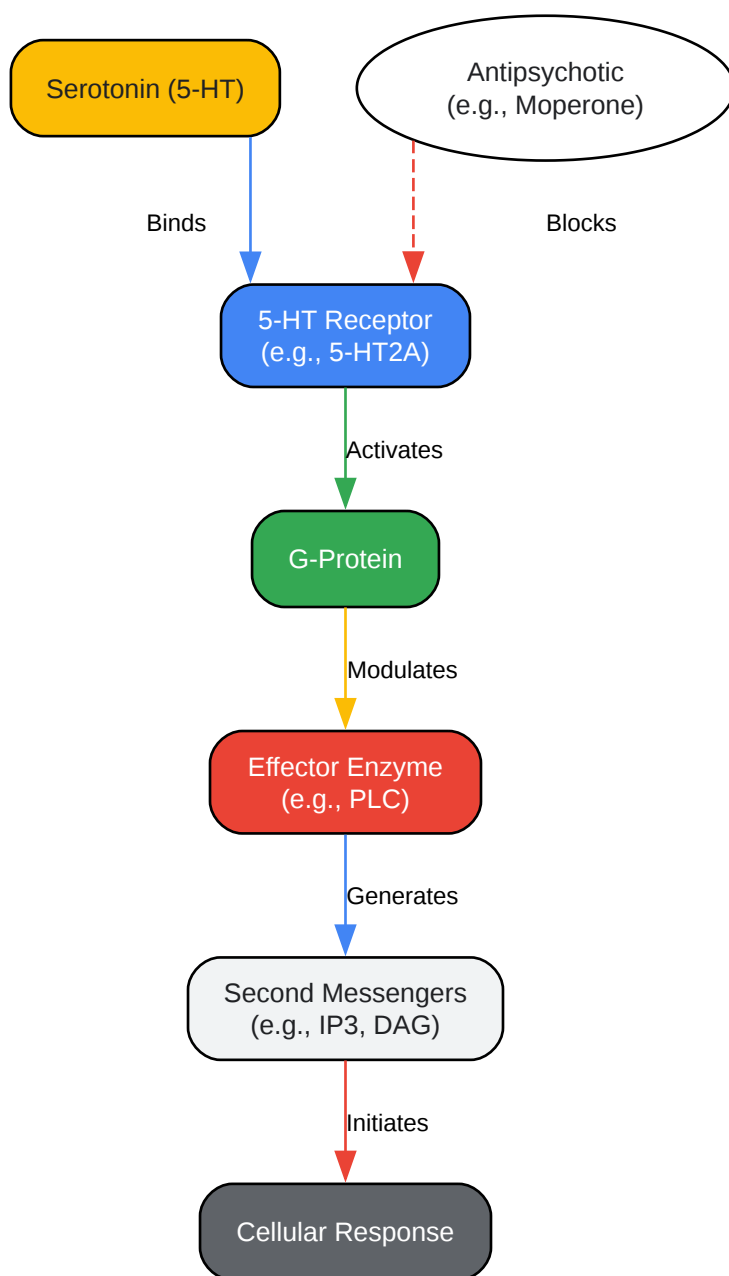 Serotonin (5-HT)
Antipsychotic
(e.g., Moperone)
Binds
Blocks
5-HT Receptor
(e.g., 5-HT2A)
Activates
G-Protein
Modulates
Effector Enzyme
(e.g., PLC)
Generates
Second Messengers
(e.g., IP3, DAG)
Initiates
Cellular Response